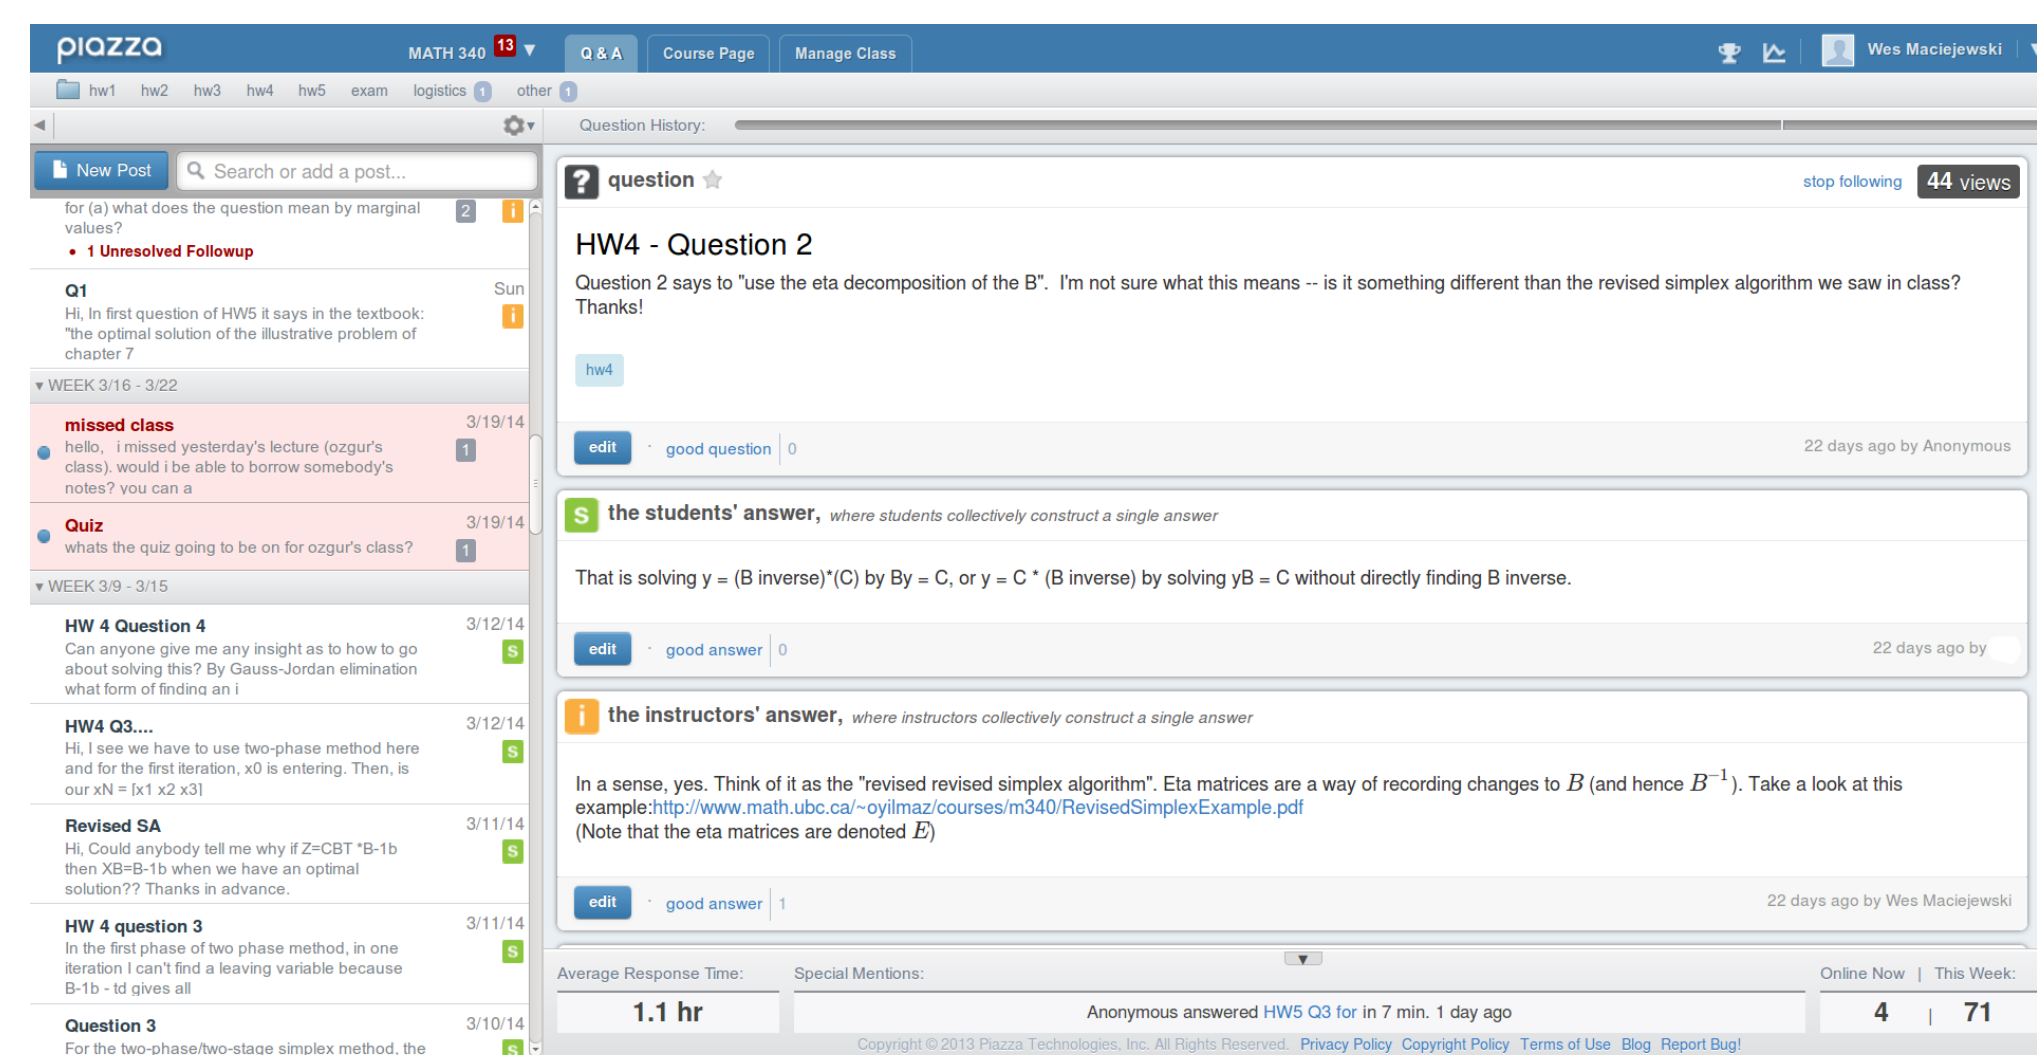 piazza
MATH 340 13 ▼
Q & A
Course Page
Manage Class
Wes Maciejewski
hw1 hw2 hw3 hw4 hw5 exam logistics 1 other 1
Question History:
New Post
Search or add a post...
for (a) what does the question mean by marginal 2 i
values?
• 1 Unresolved Followup
Q1 Sun
Hi, In first question of HW5 it says in the textbook: i
"the optimal solution of the illustrative problem of
chapter 7
▾ WEEK 3/16 - 3/22
missed class 3/19/14
hello, i missed yesterday's lecture (ozgur's 1
class). would i be able to borrow somebody's
notes? you can a
Quiz 3/19/14
whats the quiz going to be on for ozgur's class? 1
▾ WEEK 3/9 - 3/15
HW 4 Question 4 3/12/14
Can anyone give me any insight as to how to go S
about solving this? By Gauss-Jordan elimination
what form of finding an i
HW4 Q3.... 3/12/14
Hi, I see we have to use two-phase method here S
and for the first iteration, x0 is entering. Then, is
our xN = [x1 x2 x3]
Revised SA 3/11/14
Hi, Could anybody tell me why if Z=CBT *B-1b S
then XB=B-1b when we have an optimal
solution?? Thanks in advance.
HW 4 question 3 3/11/14
In the first phase of two phase method, in one S
iteration I can't find a leaving variable because
B-1b - td gives all
Question 3 3/10/14
For the two-phase/two-stage simplex method, the S
? question
stop following 44 views
HW4 - Question 2
Question 2 says to "use the eta decomposition of the B".  I'm not sure what this means -- is it something different than the revised simplex algorithm we saw in class?
Thanks!
hw4
edit · good question 0
22 days ago by Anonymous
S the students' answer, where students collectively construct a single answer
That is solving y = (B inverse)*(C) by By = C, or y = C * (B inverse) by solving yB = C without directly finding B inverse.
edit · good answer 0
22 days ago by
i the instructors' answer, where instructors collectively construct a single answer
In a sense, yes. Think of it as the "revised revised simplex algorithm". Eta matrices are a way of recording changes to B (and hence B⁻¹). Take a look at this
example:http://www.math.ubc.ca/~oyilmaz/courses/m340/RevisedSimplexExample.pdf
(Note that the eta matrices are denoted E)
edit · good answer 1
22 days ago by Wes Maciejewski
Average Response Time: Special Mentions: Online Now | This Week:
1.1 hr Anonymous answered HW5 Q3 for in 7 min. 1 day ago 4 | 71
Copyright © 2013 Piazza Technologies, Inc. All Rights Reserved. Privacy Policy Copyright Policy Terms of Use Blog Report Bug!